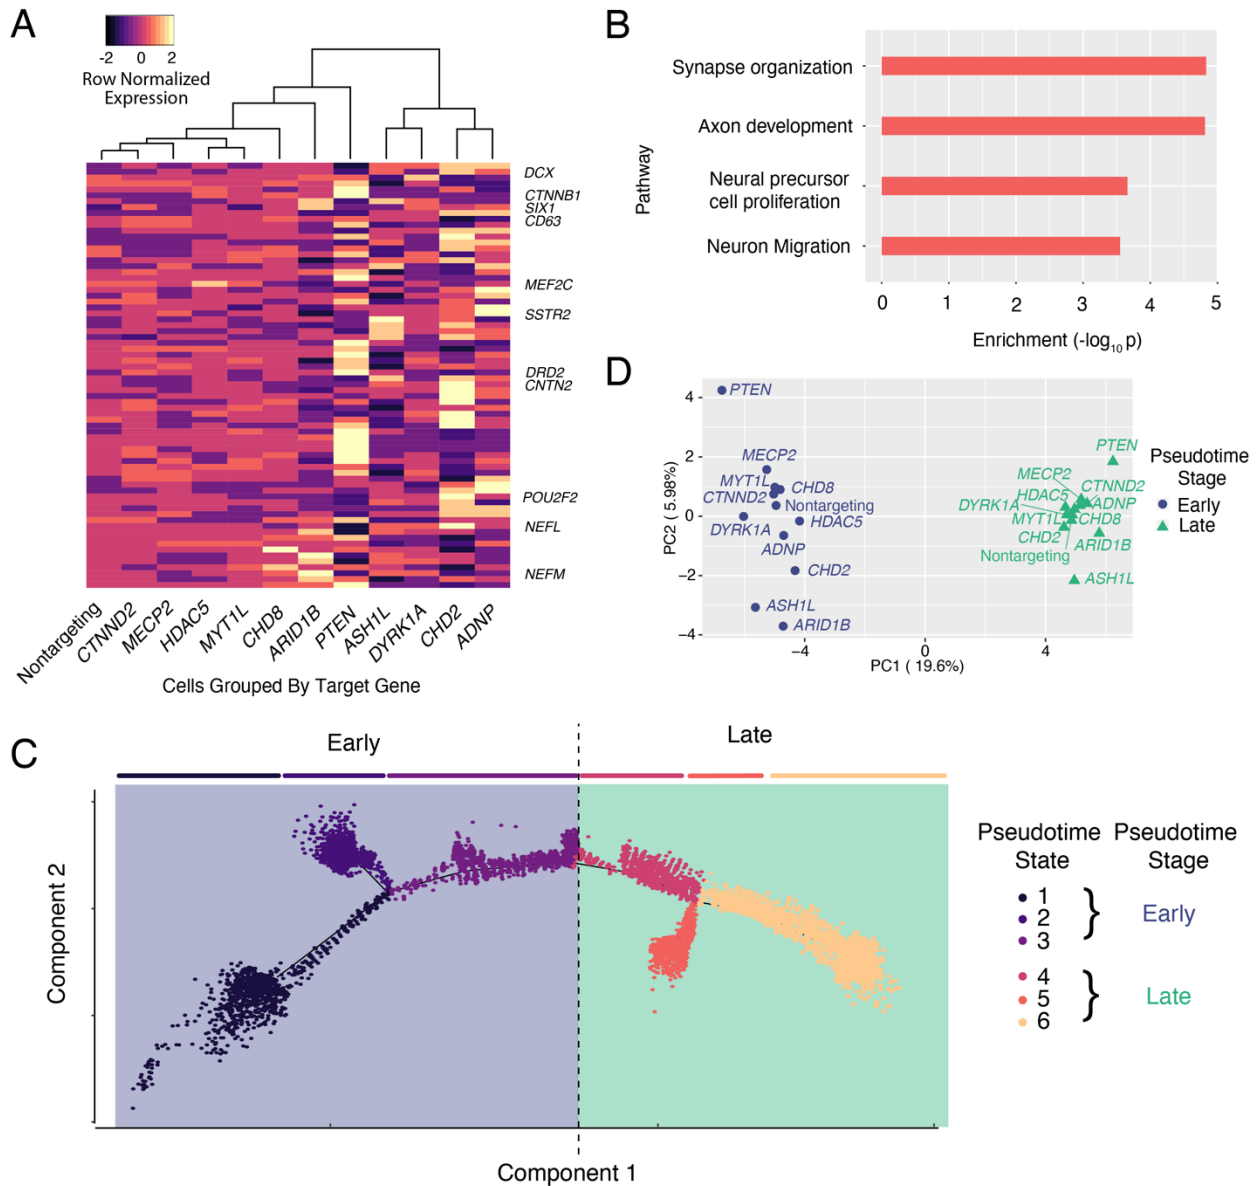 A
-2 0 2
Row Normalized
Expression
DCX
CTNNB1
SIX1
CD63
MEF2C
SSTR2
DRD2
CNTN2
POU2F2
NEFL
NEFM
Nontargeting
CTNND2
MECP2
HDAC5
MYT1L
CHD8
ARID1B
PTEN
ASH1L
DYRK1A
CHD2
ADNP
Cells Grouped By Target Gene
B
Pathway
Synapse organization
Axon development
Neural precursor
cell proliferation
Neuron Migration
0 1 2 3 4 5
Enrichment (-log10 p)
D
PC2 ( 5.98%)
4
2
0
−2
−4
PTEN
MECP2
MYT1L
CHD8
CTNND2
Nontargeting
DYRK1A
HDAC5
ADNP
CHD2
ASH1L
ARID1B
PTEN
MECP2
CTNND2
HDAC5
DYRK1A
ADNP
MYT1L
CHD8
CHD2
ARID1B
Nontargeting
ASH1L
−4 0 4
PC1 ( 19.6%)
Pseudotime
Stage
Early
Late
C
Early
Late
Component 2
Component 1
Pseudotime
State
1
2
3
4
5
6
Pseudotime
Stage
Early
Late